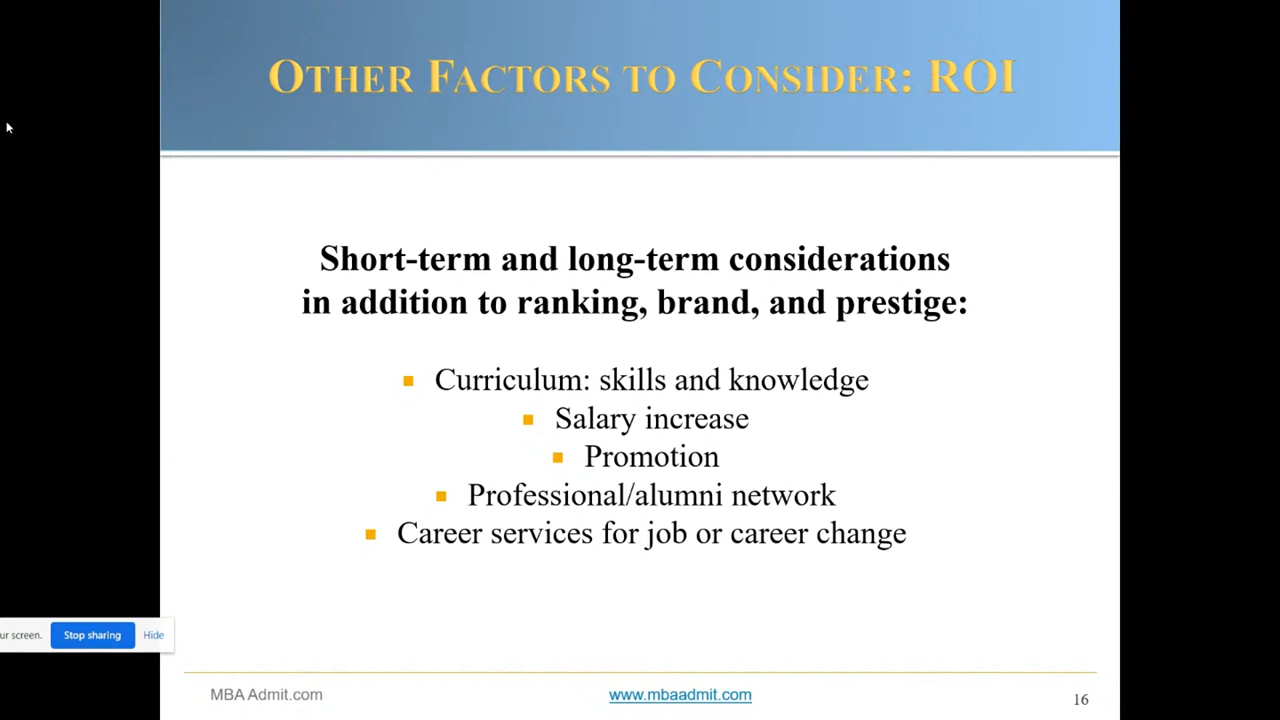 OTHER FACTORS TO CONSIDER: ROI
Short-term and long-term considerations
in addition to ranking, brand, and prestige:
Curriculum: skills and knowledge
Salary increase
Promotion
Professional/alumni network
Career services for job or career change
ur screen. Stop sharing Hide
MBA Admit.com www.mbaadmit.com 16